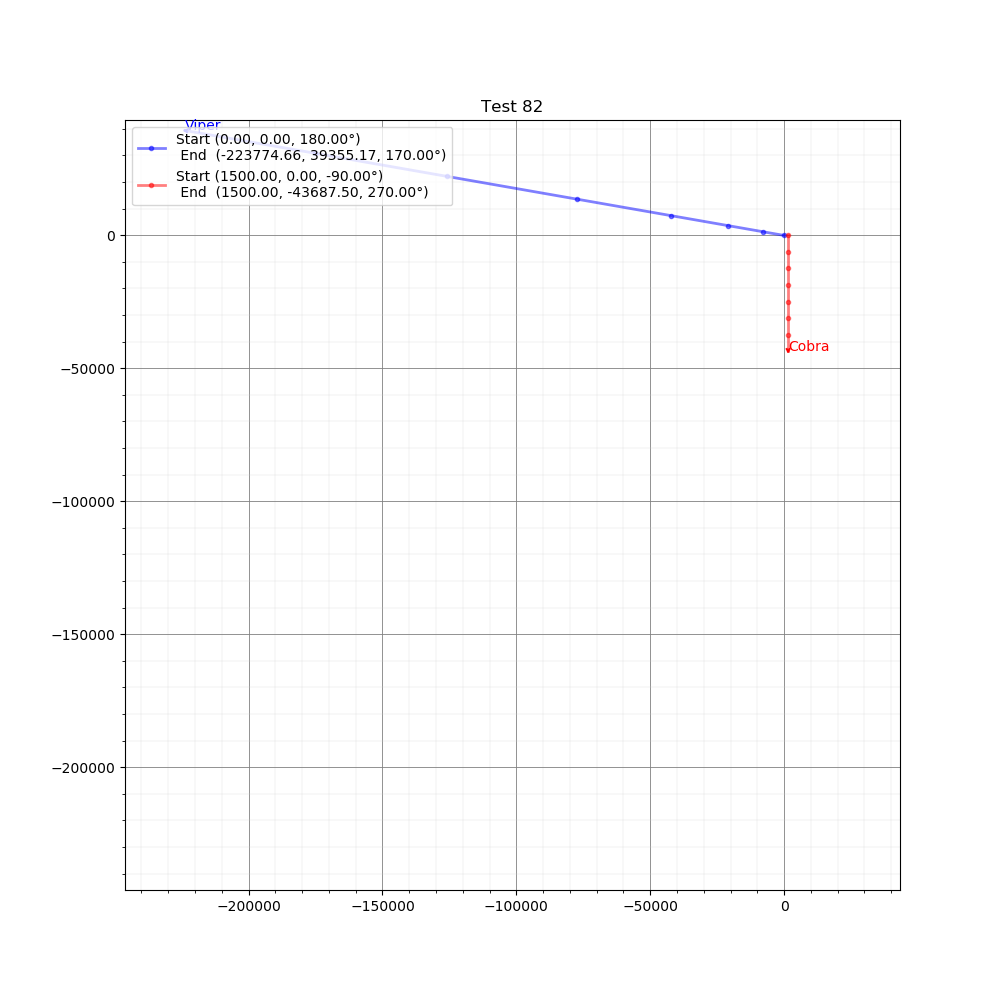 Test 82
Viper
Start (0.00, 0.00, 180.00°)
End  (-223774.66, 39355.17, 170.00°)
Start (1500.00, 0.00, -90.00°)
End  (1500.00, -43687.50, 270.00°)
Cobra
0
−50000
−100000
−150000
−200000
−200000
−150000
−100000
−50000
0